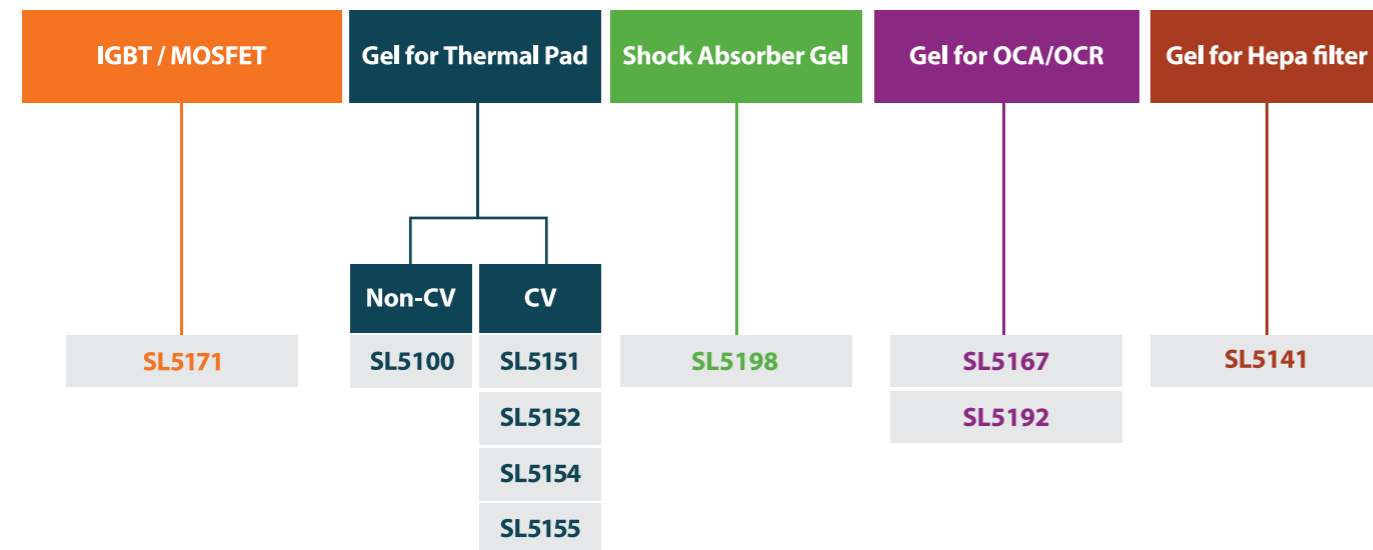 IGBT / MOSFET
Gel for Thermal Pad
Shock Absorber Gel
Gel for OCA/OCR
Gel for Hepa filter
Non-CV
CV
SL5171
SL5100
SL5151
SL5198
SL5167
SL5141
SL5152
SL5192
SL5154
SL5155